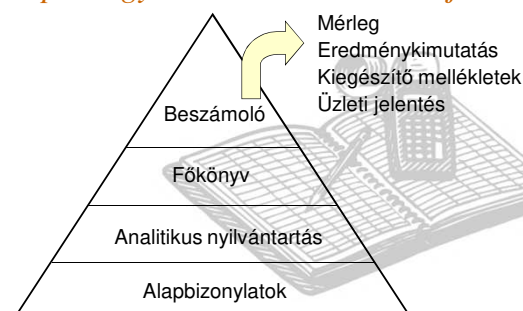 Mérleg
Eredménykimutatás
Kiegészítő mellékletek
Üzleti jelentés
Beszámoló
Főkönyv
Analitikus nyilvántartás
Alapbizonylatok